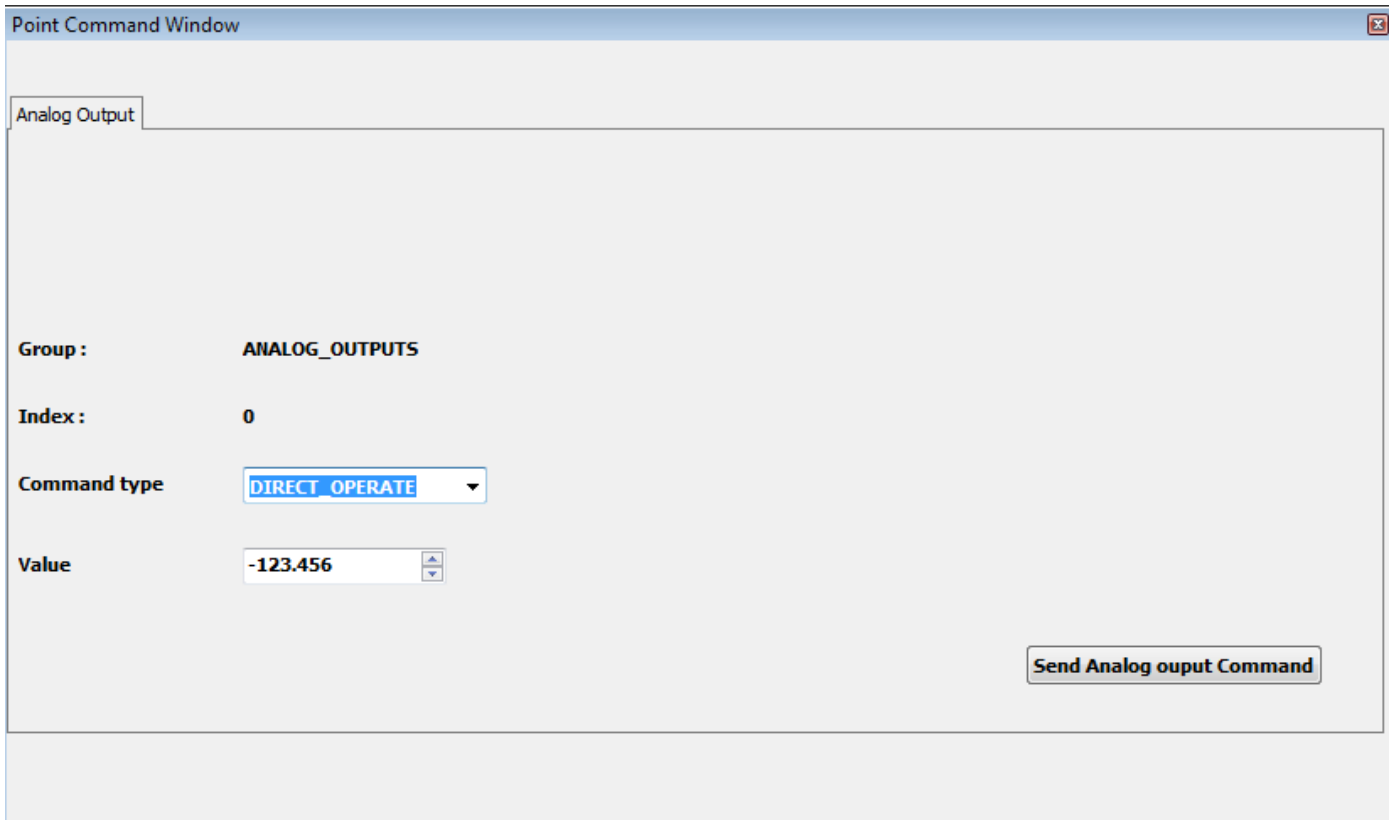 Point Command Window
Analog Output
Group : ANALOG_OUTPUTS
Index : 0
Command type DIRECT_OPERATE
Value -123.456
Send Analog ouput Command